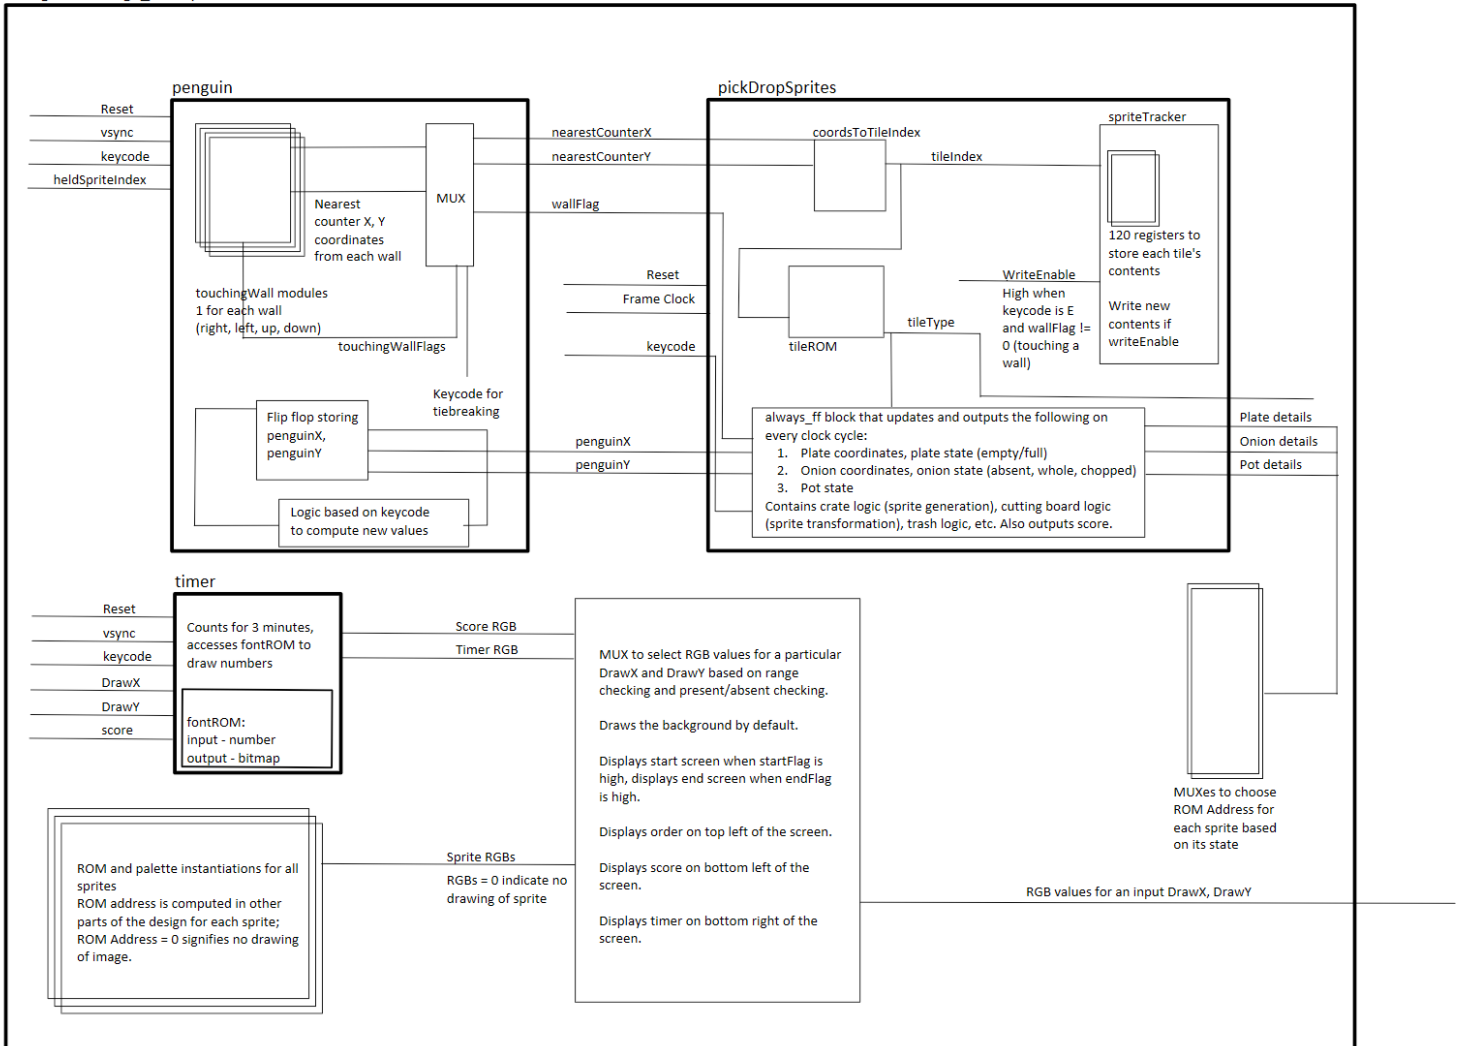 penguin
Reset
vsync
keycode
heldSpriteIndex
Nearest
counter X, Y
coordinates
from each wall
MUX
touchingWall modules
1 for each wall
(right, left, up, down)
touchingWallFlags
Keycode for
tiebreaking
Flip flop storing
penguinX,
penguinY
Logic based on keycode
to compute new values
nearestCounterX
nearestCounterY
wallFlag
Reset
Frame Clock
keycode
penguinX
penguinY
pickDropSprites
coordsToTileIndex
tileIndex
spriteTracker
120 registers to
store each tile's
contents
Write new
contents if
writeEnable
WriteEnable
High when
keycode is E
and wallFlag !=
0 (touching a
wall)
tileROM
tileType
always_ff block that updates and outputs the following on
every clock cycle:
1. Plate coordinates, plate state (empty/full)
2. Onion coordinates, onion state (absent, whole, chopped)
3. Pot state
Contains crate logic (sprite generation), cutting board logic
(sprite transformation), trash logic, etc. Also outputs score.
Plate details
Onion details
Pot details
timer
Reset
vsync
keycode
DrawX
DrawY
score
Counts for 3 minutes,
accesses fontROM to
draw numbers
fontROM:
input - number
output - bitmap
Score RGB
Timer RGB
MUX to select RGB values for a particular
DrawX and DrawY based on range
checking and present/absent checking.
Draws the background by default.
Displays start screen when startFlag is
high, displays end screen when endFlag
is high.
Displays order on top left of the screen.
Displays score on bottom left of the
screen.
Displays timer on bottom right of the
screen.
MUXes to choose
ROM Address for
each sprite based
on its state
ROM and palette instantiations for all
sprites
ROM address is computed in other
parts of the design for each sprite;
ROM Address = 0 signifies no drawing
of image.
Sprite RGBs
RGBs = 0 indicate no
drawing of sprite
RGB values for an input DrawX, DrawY